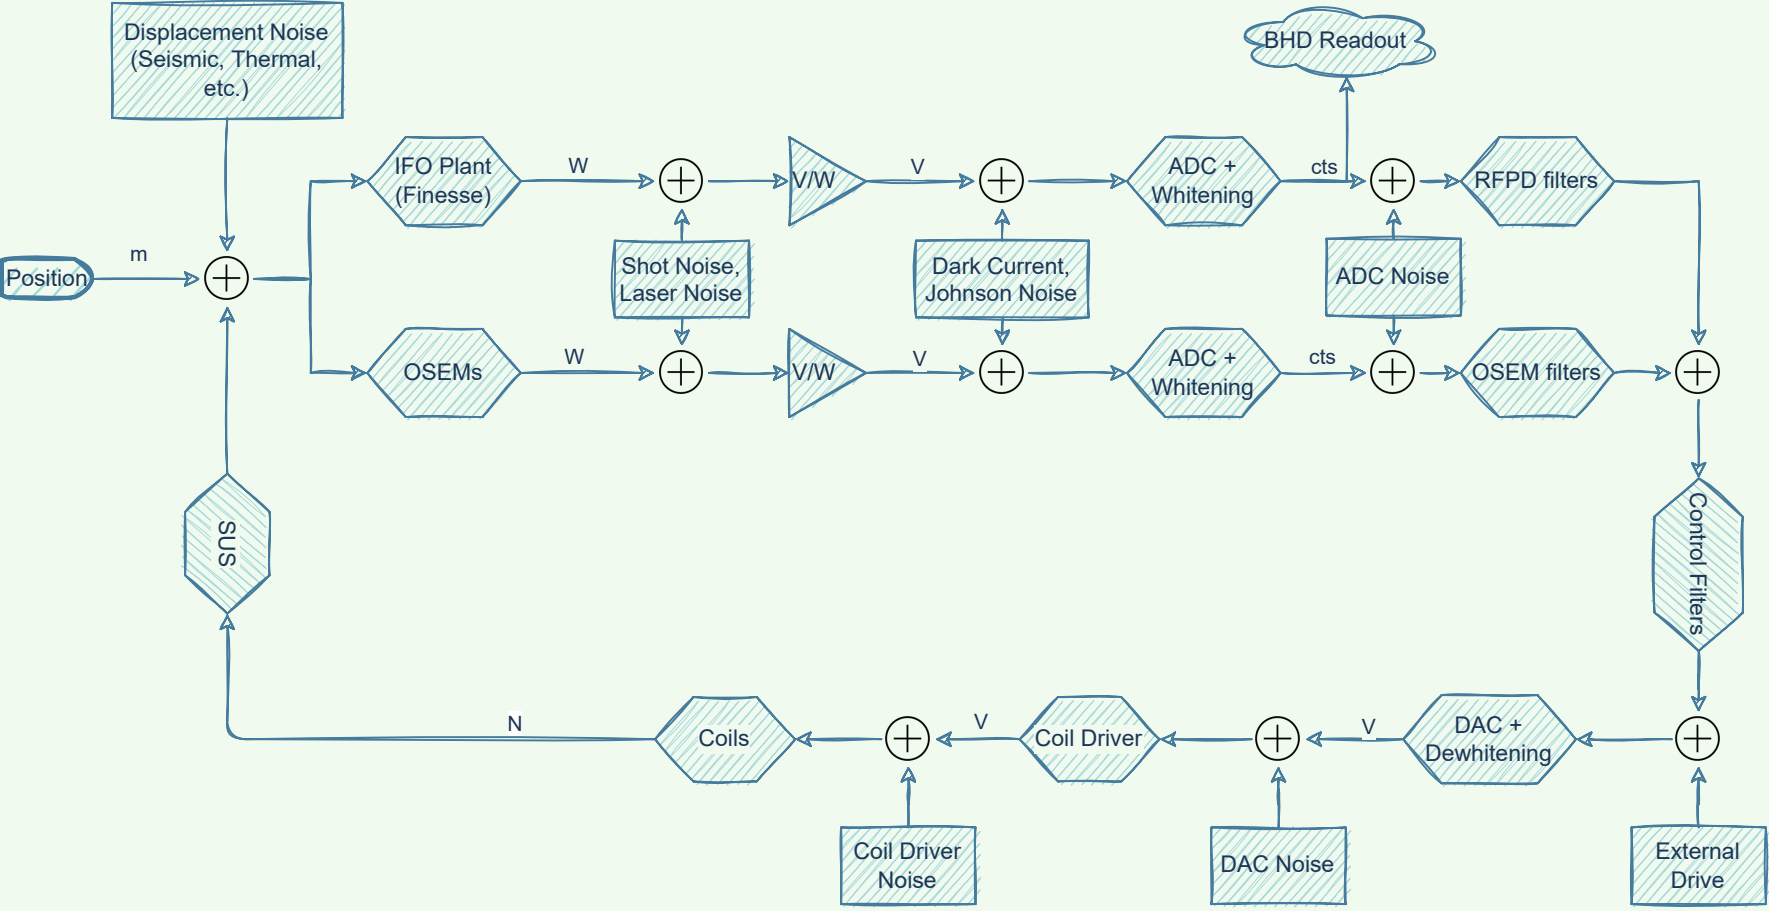 Displacement Noise
(Seismic, Thermal,
etc.)
BHD Readout
IFO Plant
(Finesse)
W
V/W
V
ADC +
Whitening
cts
RFPD filters
Position
m
Shot Noise,
Laser Noise
Dark Current,
Johnson Noise
ADC Noise
OSEMs
W
V/W
V
ADC +
Whitening
cts
OSEM filters
SUS
Control Filters
N
Coils
V
Coil Driver
V
DAC +
Dewhitening
Coil Driver
Noise
DAC Noise
External
Drive